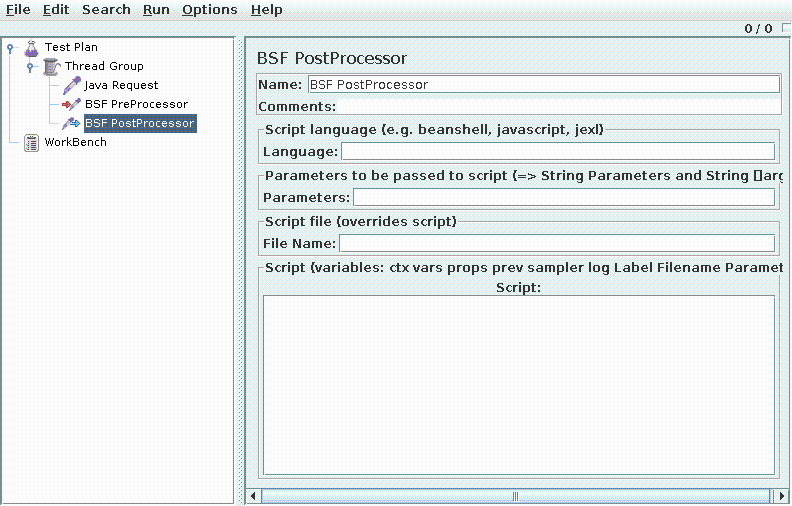 File Edit Search Run Options Help
0 / 0
Test Plan
Thread Group
Java Request
BSF PreProcessor
BSF PostProcessor
WorkBench
BSF PostProcessor
Name: BSF PostProcessor
Comments:
Script language (e.g. beanshell, javascript, jexl)
Language:
Parameters to be passed to script (=> String Parameters and String []arg
Parameters:
Script file (overrides script)
File Name:
Script (variables: ctx vars props prev sampler log Label Filename Paramet
Script: